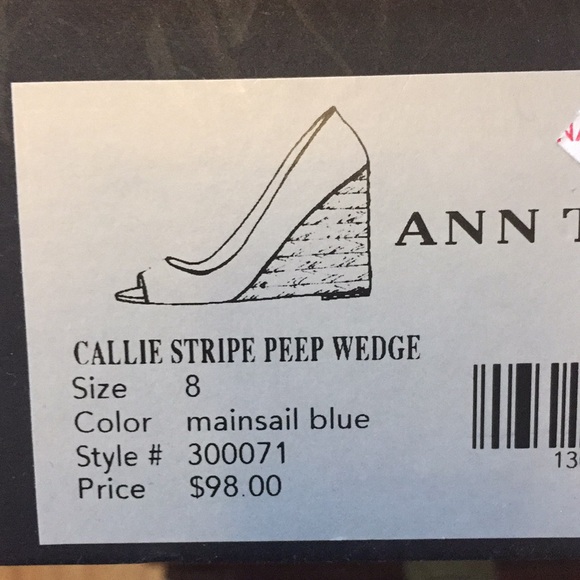 ANN
CALLIE STRIPE PEEP WEDGE
Size 8
Color mainsail blue
Style # 300071
Price $98.00